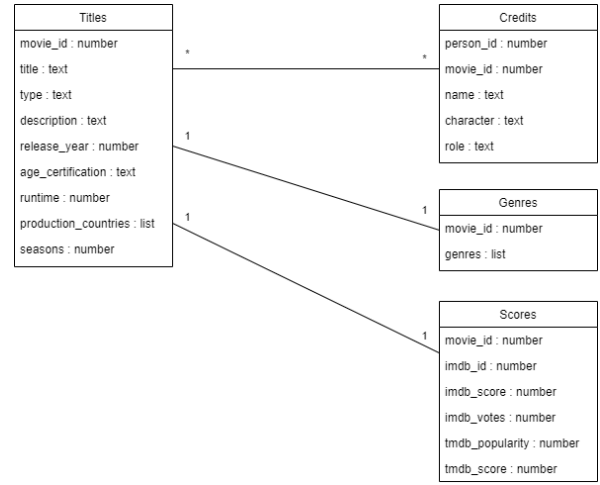 Titles
movie_id : number
title : text
type : text
description : text
release_year : number
age_certification : text
runtime : number
production_countries : list
seasons : number
*
*
1
1
1
1
Credits
person_id : number
movie_id : number
name : text
character : text
role : text
Genres
movie_id : number
genres : list
Scores
movie_id : number
imdb_id : number
imdb_score : number
imdb_votes : number
tmdb_popularity : number
tmdb_score : number